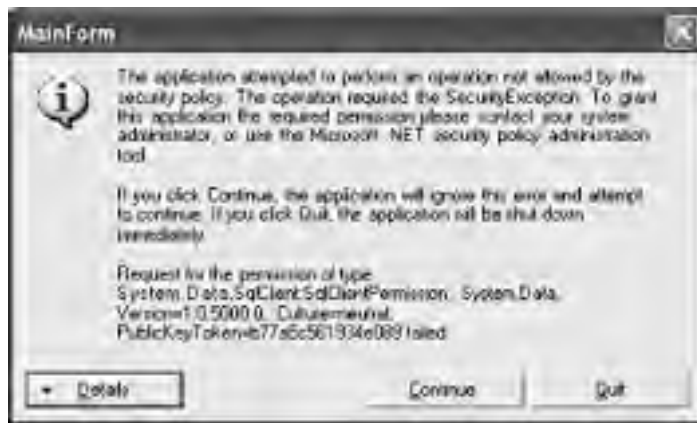 MainForm
The application attempted to perform an operation not allowed by the
security policy. The operation required the SecurityException. To grant
this application the required permission please contact your system
administrator, or use the Microsoft .NET security policy administration
tool.
If you click Continue, the application will ignore this error and attempt
to continue. If you click Quit, the application will be shut down
immediately.
Request for the permission of type
System.Data.SqlClient.SqlClientPermission, System.Data,
Version=1.0.5000.0, Culture=neutral,
PublicKeyToken=b77a5c561934e089 failed.
Details
Continue
Quit